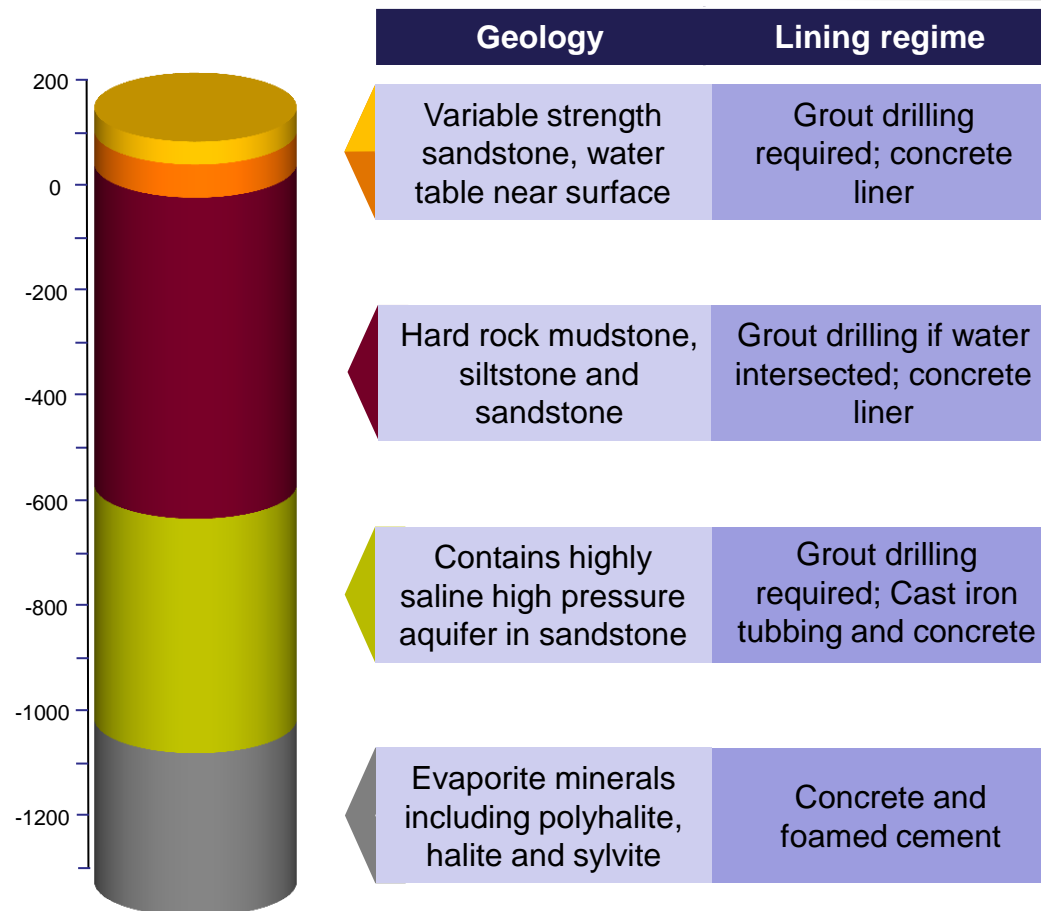 Geology
Lining regime
200
0
-200
-400
-600
-800
-1000
-1200
Variable strength
sandstone, water
table near surface
Grout drilling
required; concrete
liner
Hard rock mudstone,
siltstone and
sandstone
Grout drilling if water
intersected; concrete
liner
Contains highly
saline high pressure
aquifer in sandstone
Grout drilling
required; Cast iron
tubbing and concrete
Evaporite minerals
including polyhalite,
halite and sylvite
Concrete and
foamed cement